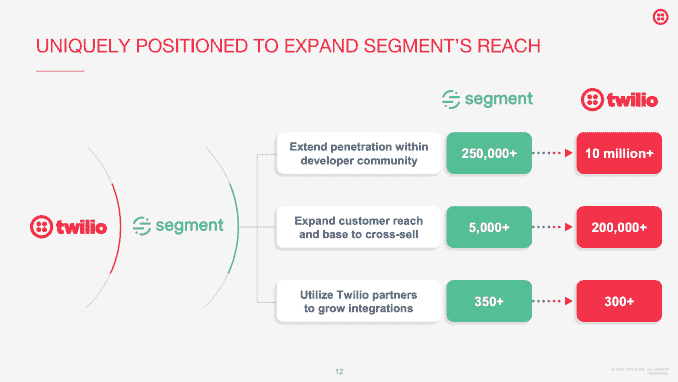 UNIQUELY POSITIONED TO EXPAND SEGMENT'S REACH
segment
twilio
Extend penetration within
developer community
250,000+
10 million+
twilio
segment
Expand customer reach
and base to cross-sell
5,000+
200,000+
Utilize Twilio partners
to grow integrations
350+
300+
12